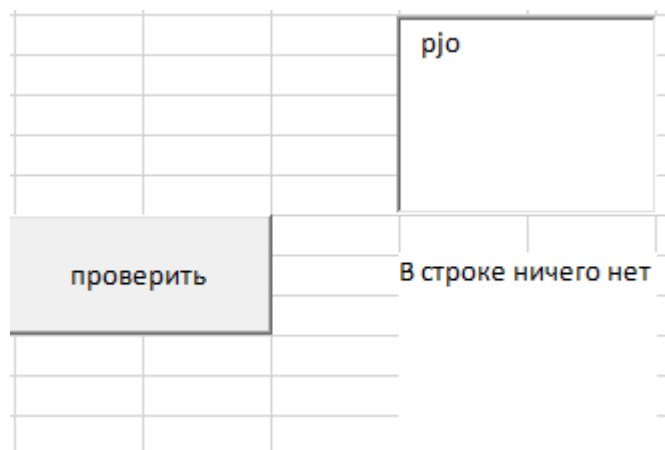 pjo
проверить
В строке ничего нет